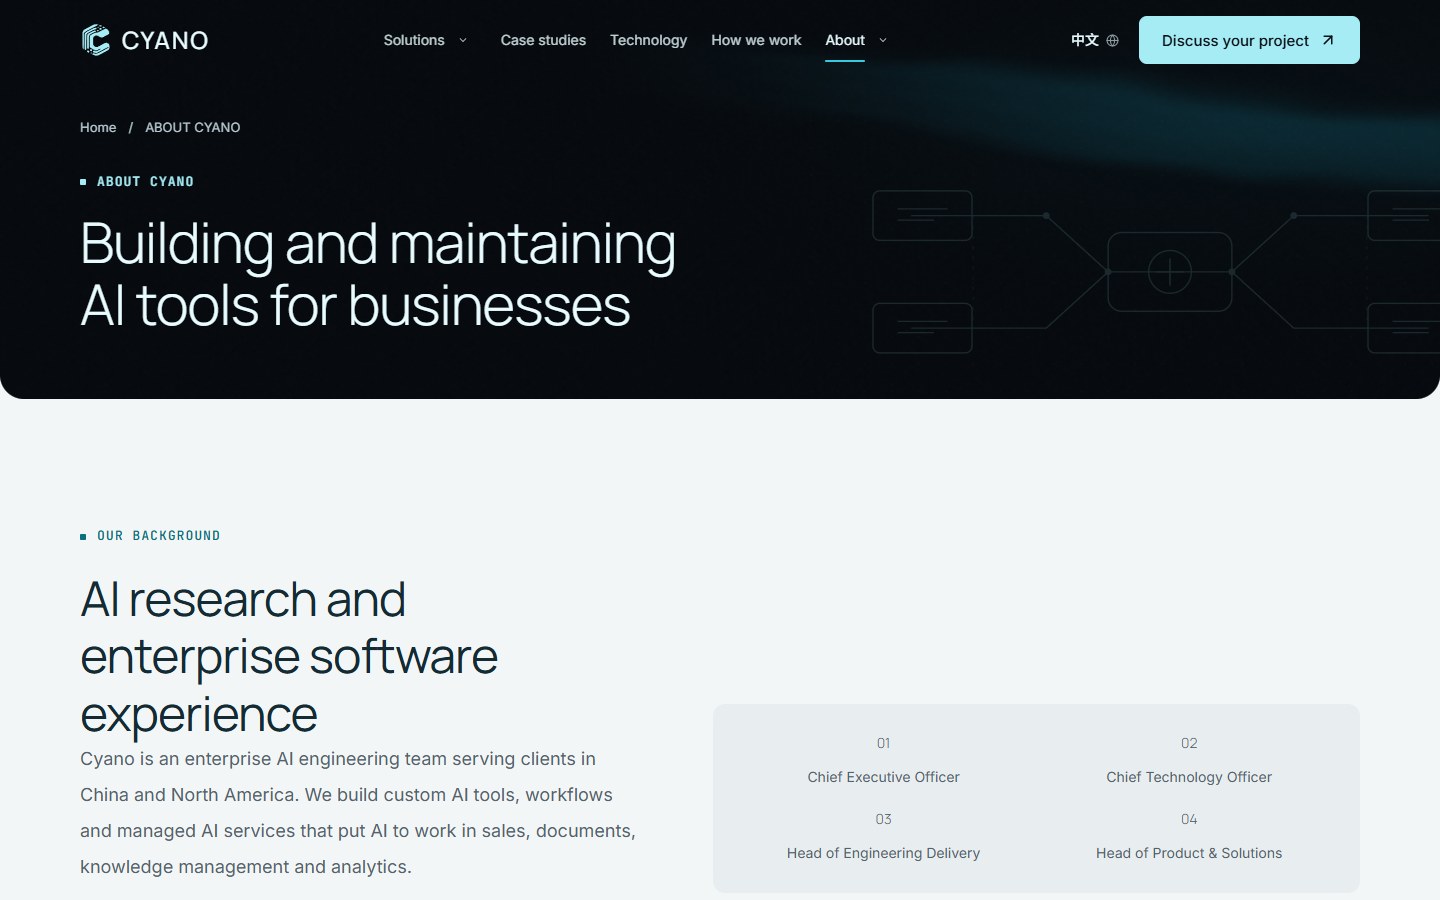 CYANO
Solutions
Case studies
Technology
How we work
About
中文
Discuss your project
Home / ABOUT CYANO
ABOUT CYANO
Building and maintaining
AI tools for businesses
OUR BACKGROUND
AI research and
enterprise software
experience
Cyano is an enterprise AI engineering team serving clients in
China and North America. We build custom AI tools, workflows
and managed AI services that put AI to work in sales, documents,
knowledge management and analytics.
01
Chief Executive Officer
02
Chief Technology Officer
03
Head of Engineering Delivery
04
Head of Product & Solutions